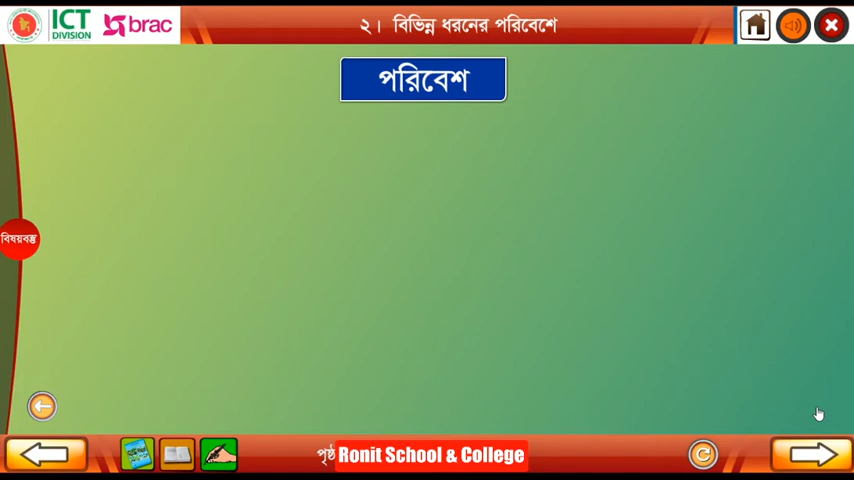 ICT
DIVISION
brac
২। বিভিন্ন ধরনের পরিবেশে
পরিবেশ
বিষয়বস্তু
Ronit School & College